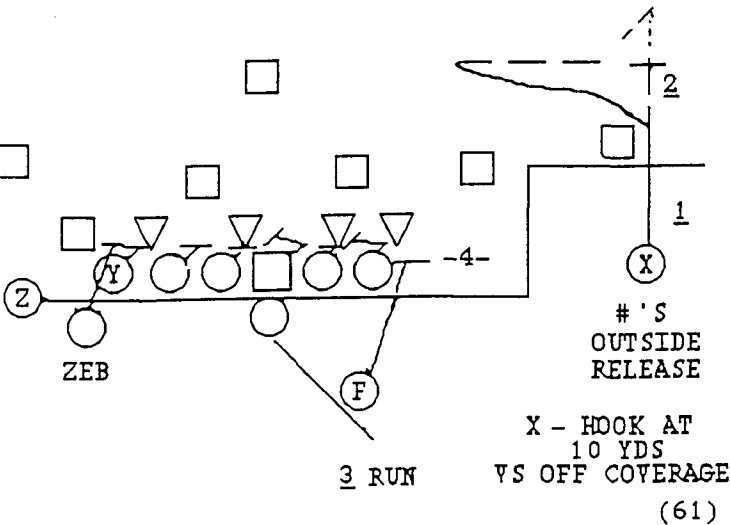 2
1
Y
-4-
X
Z
# 'S
OUTSIDE
RELEASE
ZEB
F
X - HOOK AT
10 YDS
VS OFF COVERAGE
3 RUN
(61)